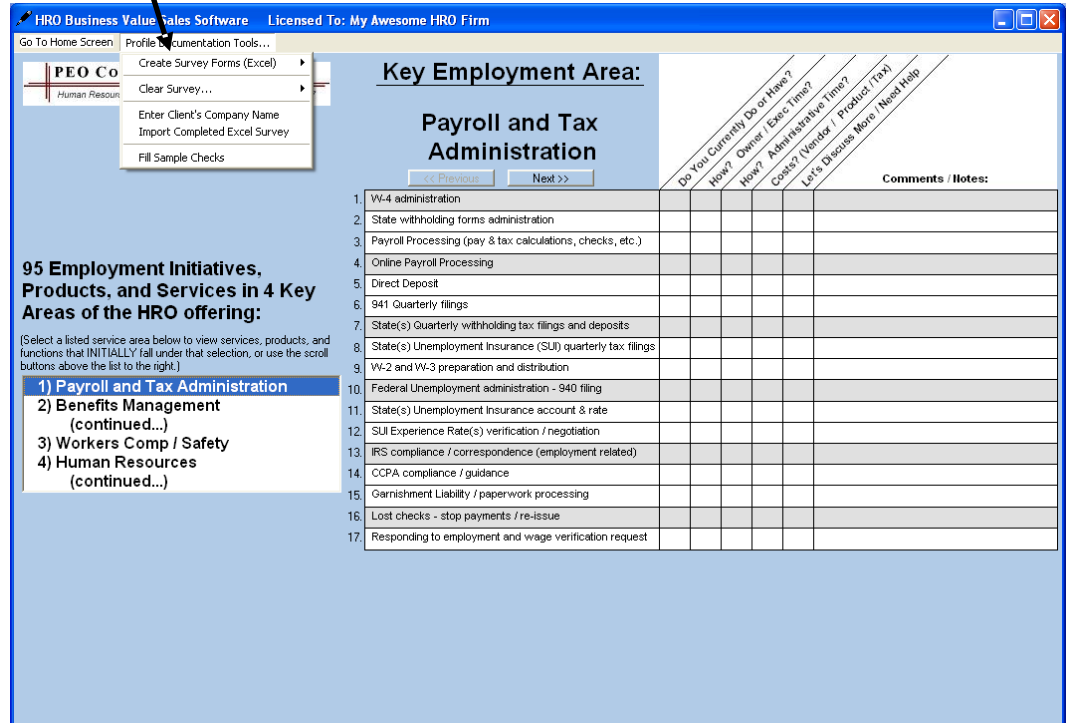 HRO Business Value Sales Software Licensed To: My Awesome HRO Firm
Go To Home Screen Profile Documentation Tools...
Create Survey Forms (Excel)
Clear Survey...
Enter Client's Company Name
Import Completed Excel Survey
Fill Sample Checks
PEO Co
Human Resour
95 Employment Initiatives,
Products, and Services in 4 Key
Areas of the HRO offering:
(Select a listed service area below to view services, products, and
functions that INITIALLY fall under that selection, or use the scroll
buttons above the list to the right.)
1) Payroll and Tax Administration
2) Benefits Management
(continued...)
3) Workers Comp / Safety
4) Human Resources
(continued...)
Key Employment Area:
Payroll and Tax
Administration
<< Previous Next >>
Do You Currently Do or Have?
How? Owner / Exec Time?
How? Administrative Time?
Costs? (Vendor / Product / Tax)
Let's Discuss More / Need Help
Comments / Notes:
1. W-4 administration
2. State withholding forms administration
3. Payroll Processing (pay & tax calculations, checks, etc.)
4. Online Payroll Processing
5. Direct Deposit
6. 941 Quarterly filings
7. State(s) Quarterly withholding tax filings and deposits
8. State(s) Unemployment Insurance (SUI) quarterly tax filings
9. W-2 and W-3 preparation and distribution
10. Federal Unemployment administration - 940 filing
11. State(s) Unemployment Insurance account & rate
12. SUI Experience Rate(s) verification / negotiation
13. IRS compliance / correspondence (employment related)
14. CCPA compliance / guidance
15. Garnishment Liability / paperwork processing
16. Lost checks - stop payments / re-issue
17. Responding to employment and wage verification request